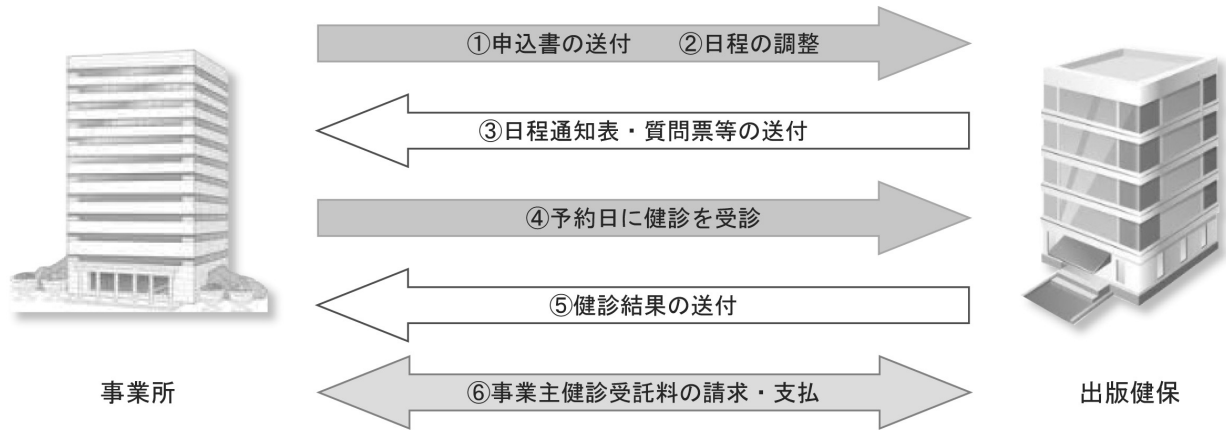 ①申込書の送付　②日程の調整
③日程通知表・質問票等の送付
④予約日に健診を受診
⑤健診結果の送付
⑥事業主健診受託料の請求・支払
事業所
出版健保